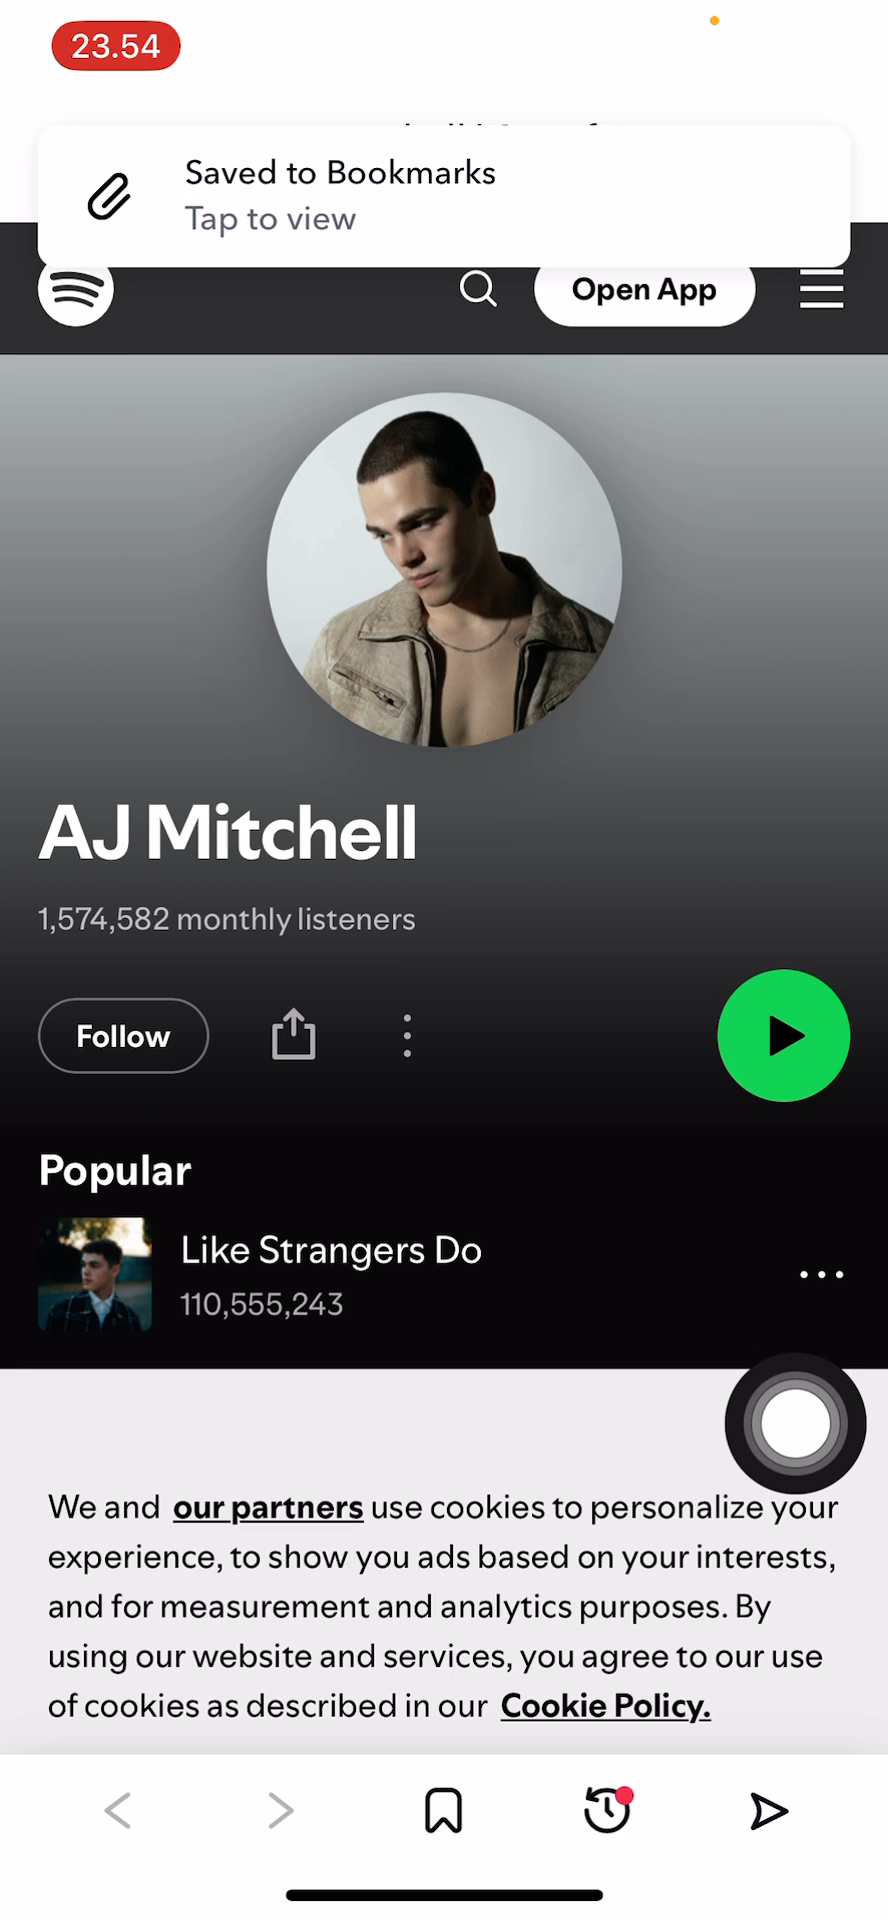 23.54
Saved to Bookmarks
Tap to view
Open App
AJ Mitchell
1,574,582 monthly listeners
Follow
Popular
Like Strangers Do
110,555,243
We and our partners use cookies to personalize your
experience, to show you ads based on your interests,
and for measurement and analytics purposes. By
using our website and services, you agree to our use
of cookies as described in our Cookie Policy.